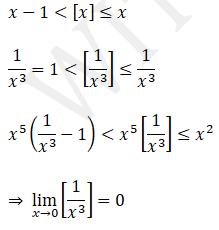 x − 1 < [x] ≤ x
1/x³ = 1 < [1/x³] ≤ 1/x³
x⁵(1/x³ − 1) < x⁵[1/x³] ≤ x²
⇒ lim x→0 [1/x³] = 0